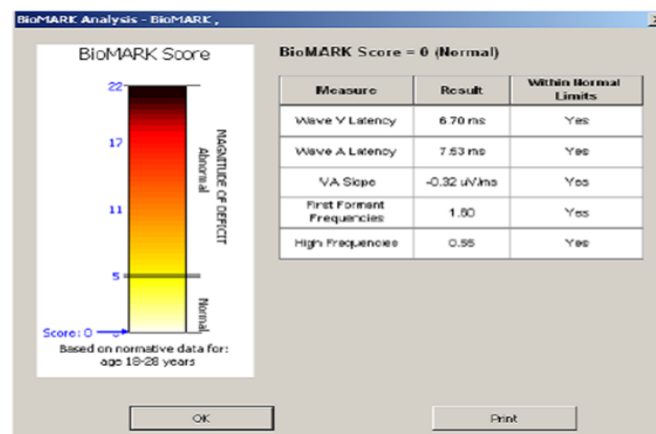 BioMARK Analysis - BioMARK ,
BioMARK Score
22
17
11
5
Score: 0
MAGNITUDE OF DEFICIT
Abnormal
Normal
Based on normative data for:
age 18-28 years
BioMARK Score = 0 (Normal)
Measure Result Within Normal Limits
Wave V Latency 6.70 ms Yes
Wave A Latency 7.53 ms Yes
VA Slope -0.32 uV/ms Yes
First Formant Frequencies 1.80 Yes
High Frequencies 0.55 Yes
OK
Print